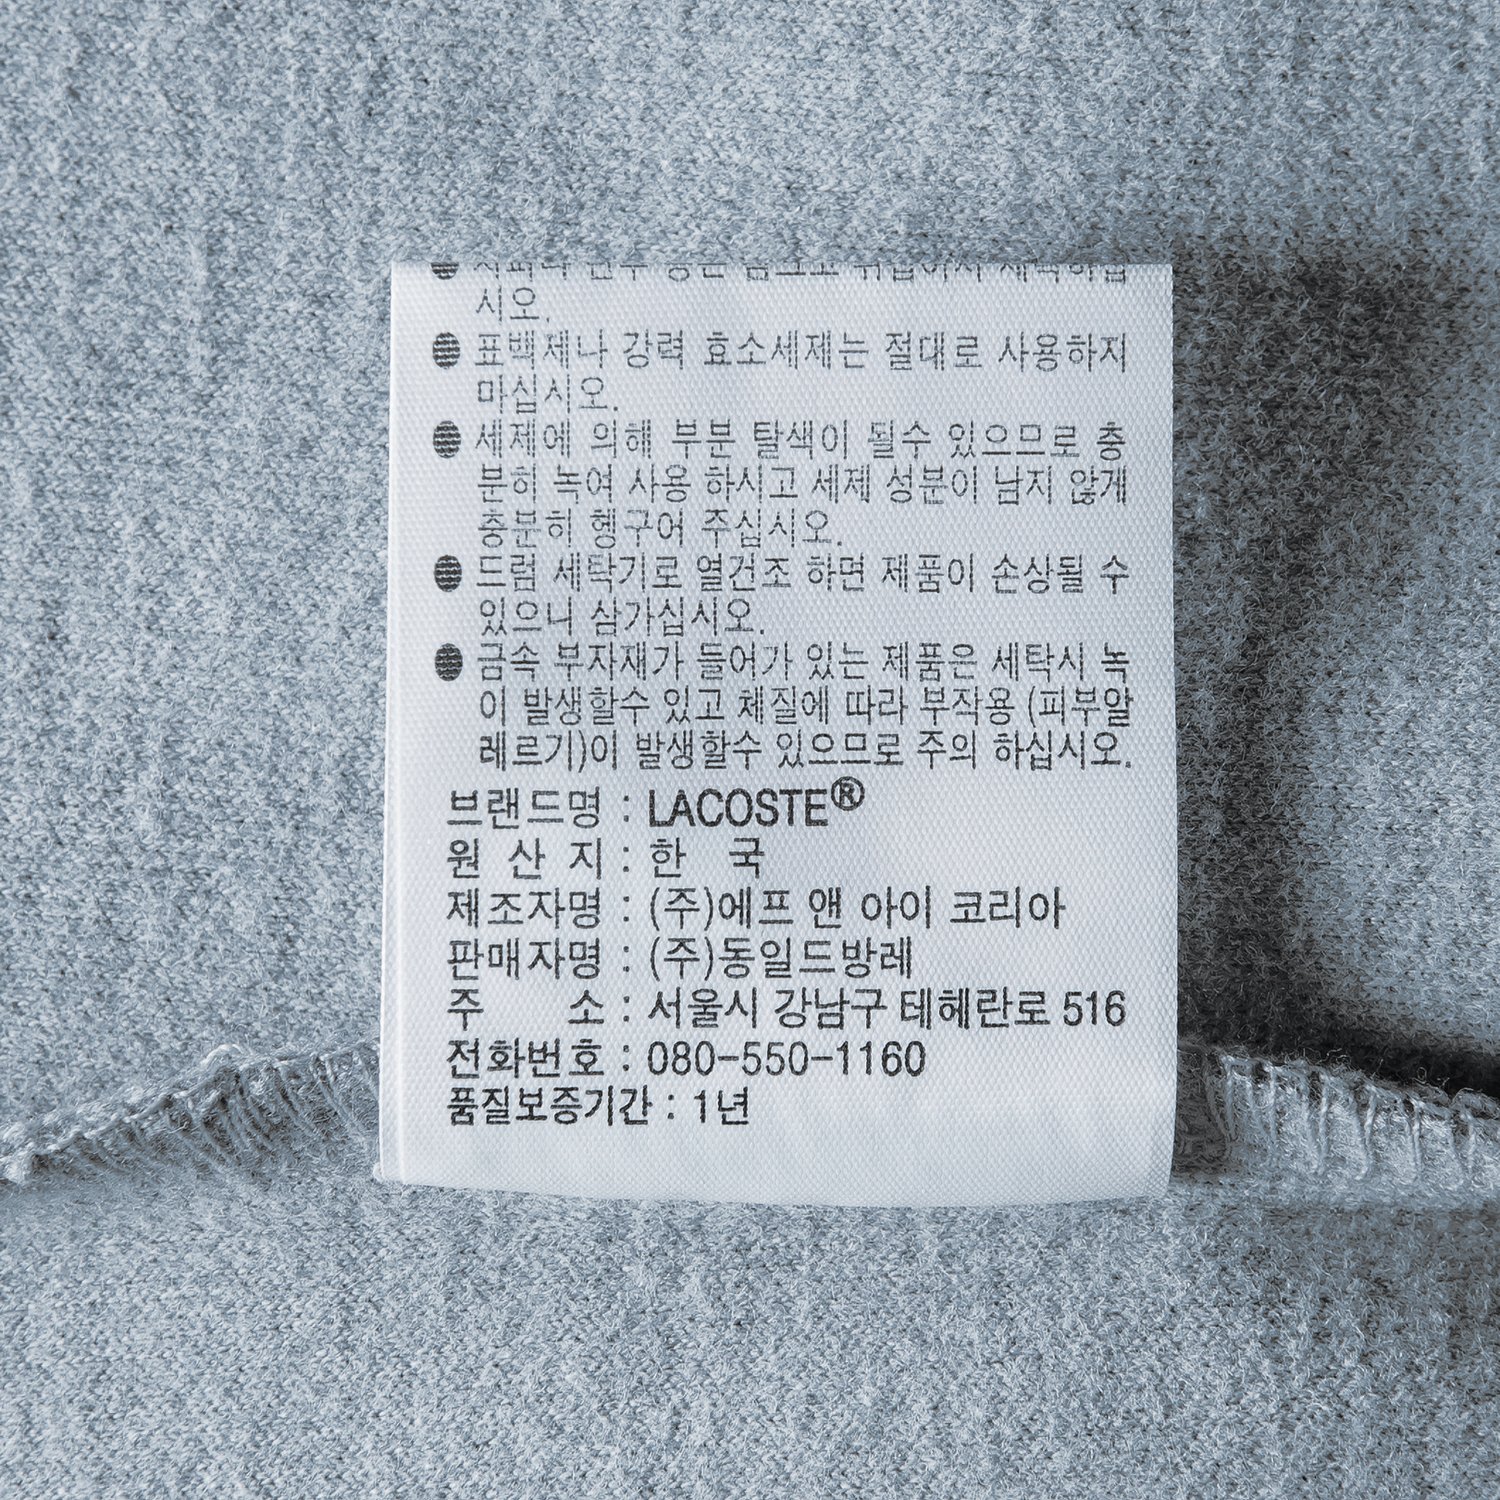 시오.
● 표백제나 강력 효소세제는 절대로 사용하지
마십시오.
● 세제에 의해 부분 탈색이 될수 있으므로 충
분히 녹여 사용 하시고 세제 성분이 남지 않게
충분히 헹구어 주십시오.
● 드럼 세탁기로 열건조 하면 제품이 손상될 수
있으니 삼가십시오.
● 금속 부자재가 들어가 있는 제품은 세탁시 녹
이 발생할수 있고 체질에 따라 부작용 (피부알
레르기)이 발생할수 있으므로 주의 하십시오.
브랜드명 : LACOSTE®
원 산 지 : 한 국
제조자명 : (주)에프 앤 아이 코리아
판매자명 : (주)동일드방레
주 소 : 서울시 강남구 테헤란로 516
전화번호 : 080-550-1160
품질보증기간 : 1년